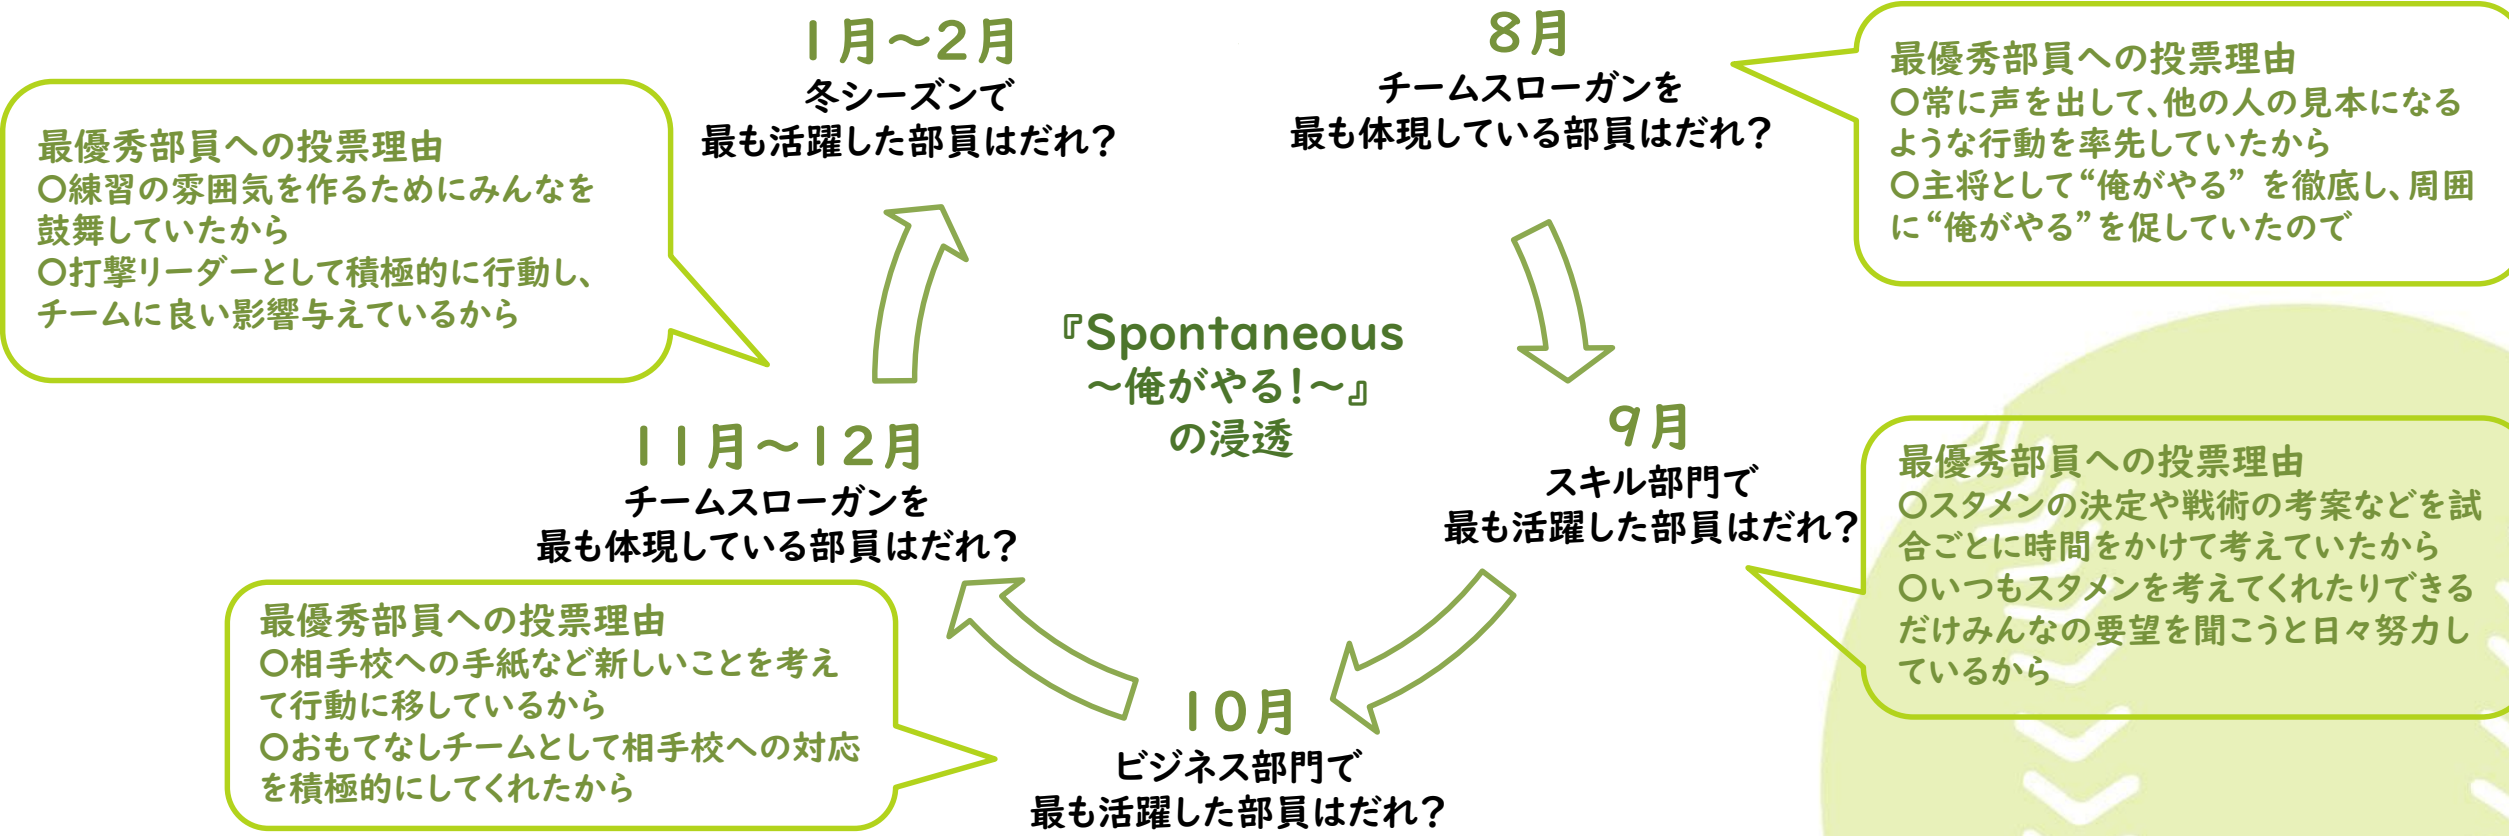 8月
チームスローガンを
最も体現している部員はだれ？
最優秀部員への投票理由
〇常に声を出して、他の人の見本になる
ような行動を率先していたから
〇主将として“俺がやる” を徹底し、周囲
に“俺がやる”を促していたので
9月
スキル部門で
最も活躍した部員はだれ？
最優秀部員への投票理由
〇スタメンの決定や戦術の考案などを試
合ごとに時間をかけて考えていたから
〇いつもスタメンを考えてくれたりできる
だけみんなの要望を聞こうと日々努力し
ているから
10月
ビジネス部門で
最も活躍した部員はだれ？
最優秀部員への投票理由
〇相手校への手紙など新しいことを考え
て行動に移しているから
〇おもてなしチームとして相手校への対応
を積極的にしてくれたから
11月～12月
チームスローガンを
最も体現している部員はだれ？
最優秀部員への投票理由
〇練習の雰囲気を作るためにみんなを
鼓舞していたから
〇打撃リーダーとして積極的に行動し、
チームに良い影響与えているから
1月～2月
冬シーズンで
最も活躍した部員はだれ？
『Spontaneous
～俺がやる！～』
の浸透